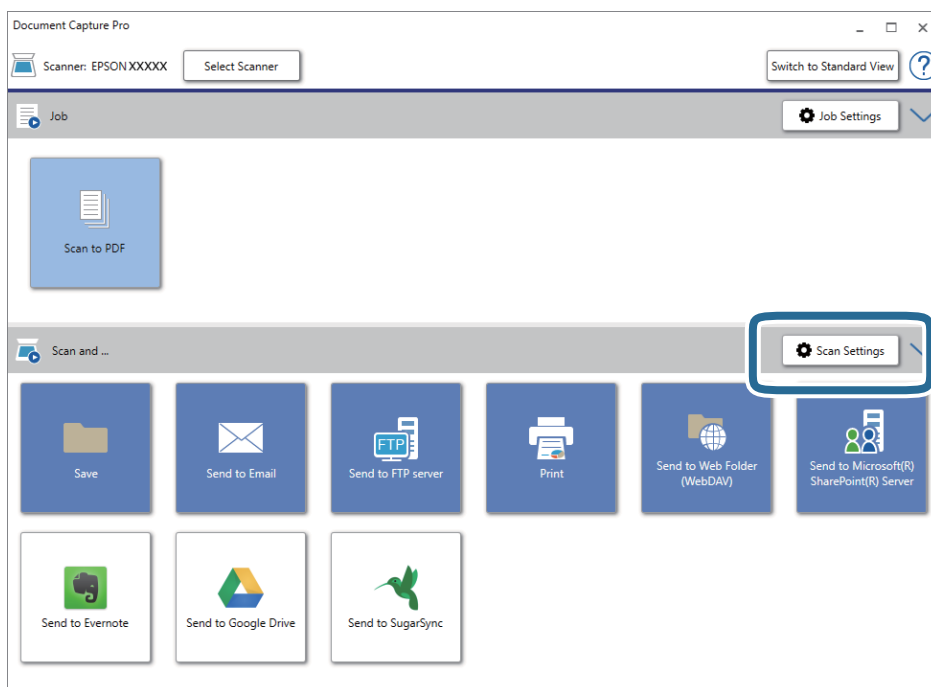 Document Capture Pro
Scanner: EPSON XXXXX
Select Scanner
Switch to Standard View
?
Job
Job Settings
Scan to PDF
Scan and ...
Scan Settings
Save
Send to Email
FTP
Send to FTP server
Print
Send to Web Folder
(WebDAV)
Send to Microsoft(R)
SharePoint(R) Server
Send to Evernote
Send to Google Drive
Send to SugarSync